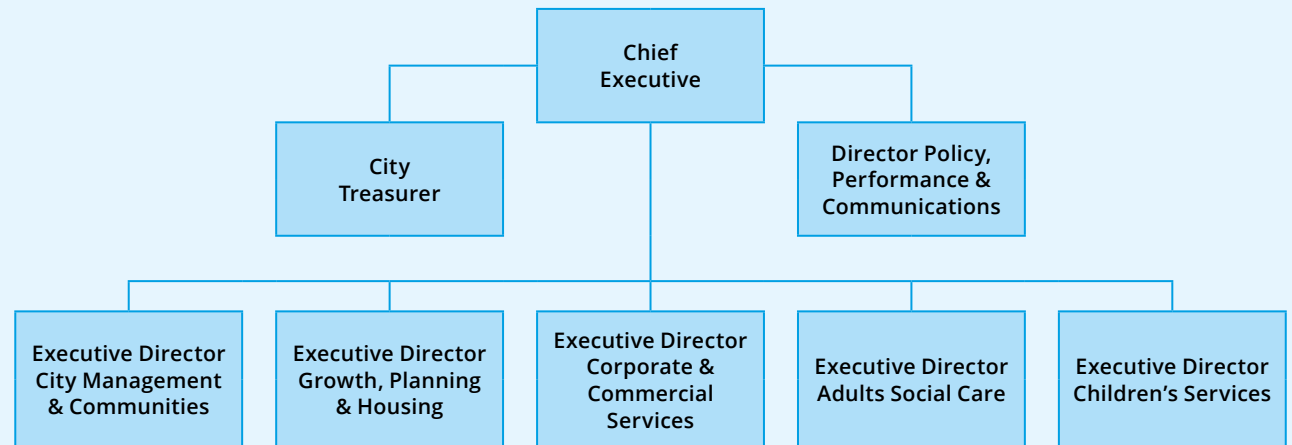 Chief
Executive
City
Treasurer
Director Policy,
Performance &
Communications
Executive Director
City Management
& Communities
Executive Director
Growth, Planning
& Housing
Executive Director
Corporate &
Commercial
Services
Executive Director
Adults Social Care
Executive Director
Children’s Services